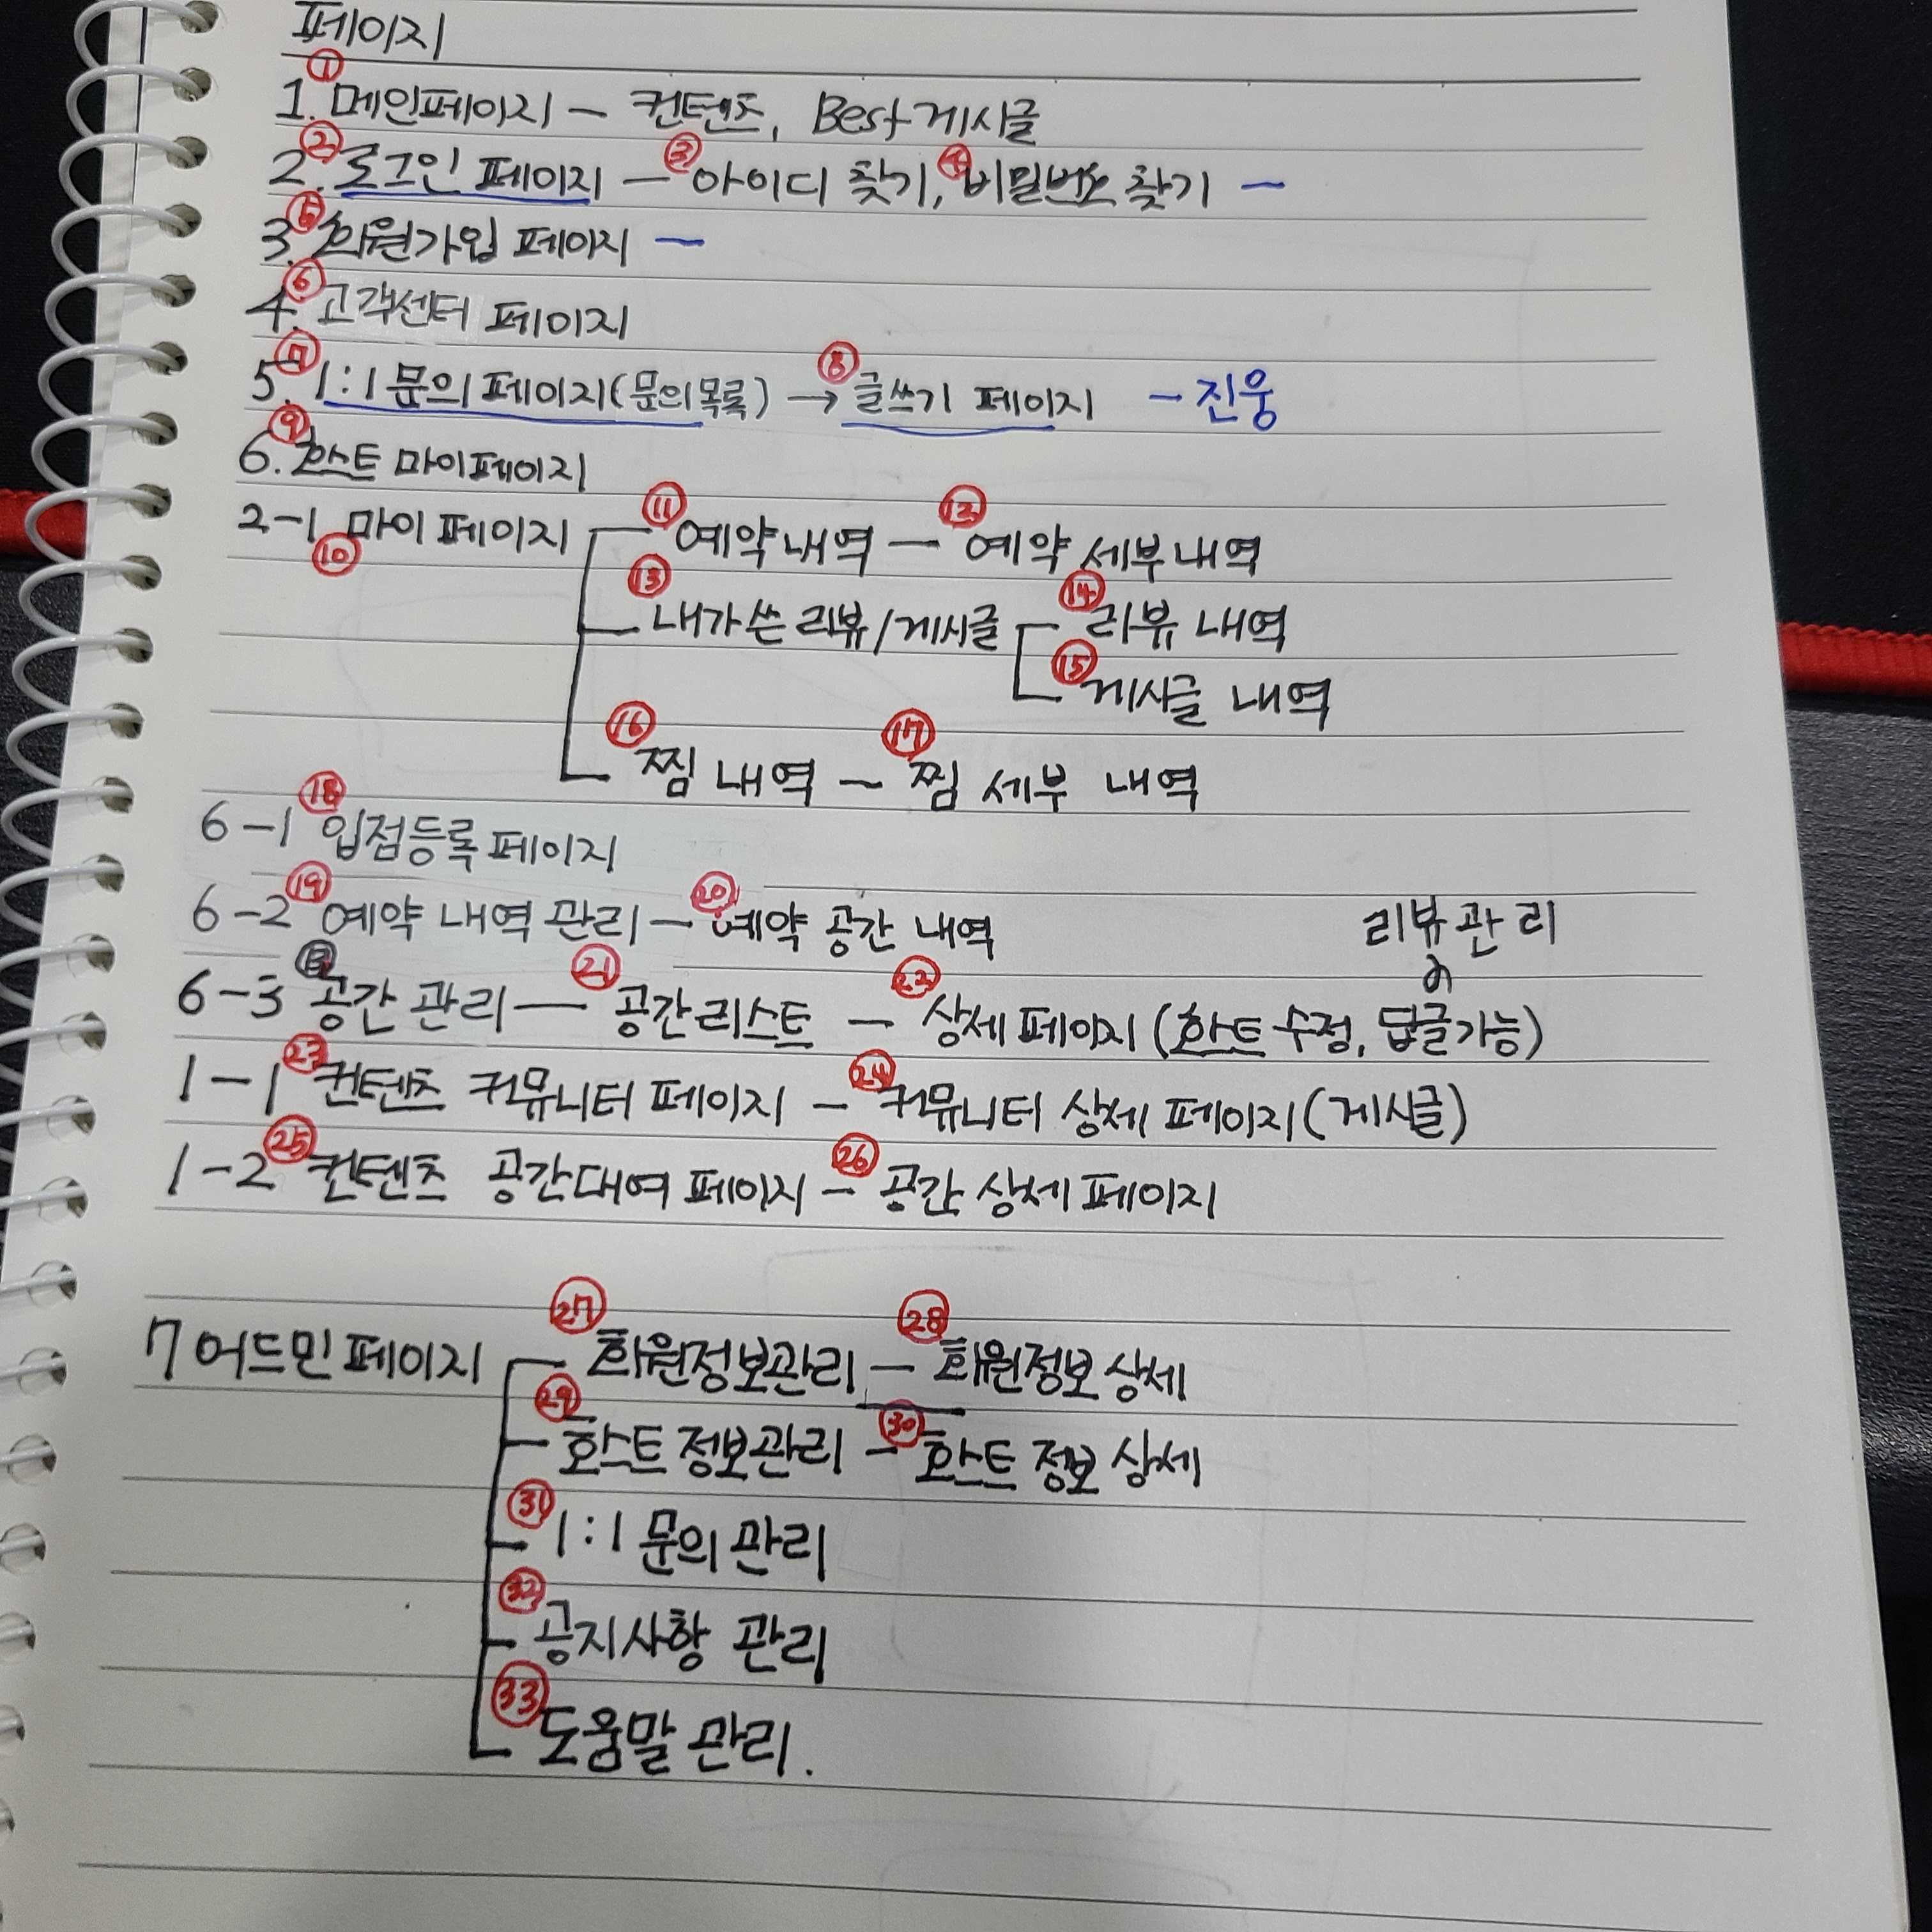 페이지
1. ① 메인페이지 - 컨텐츠, Best게시글
2. ② 로그인 페이지 - ③ 아이디 찾기, ④ 비밀번호 찾기 -
3. ⑤ 회원가입 페이지 -
4. ⑥ 고객센터 페이지
5. ⑦ 1:1 문의 페이지(문의목록) → ⑧ 글쓰기 페이지 - 진웅
6. ⑨ 호스트 마이페이지
2-1 ⑩ 마이페이지 ⑪ 예약내역 - ⑫ 예약 세부내역
⑬ 내가 쓴 리뷰/게시글 ⑭ 리뷰 내역
⑮ 게시글 내역
⑯ 찜 내역 - ⑰ 찜 세부 내역
6-1 ⑱ 입점등록 페이지
6-2 ⑲ 예약 내역 관리 - ⑳ 예약 공간 내역
리뷰관리
6-3 공간 관리 - ㉑ 공간리스트 - ㉒ 상세페이지 (호스트 수정, 답글가능)
1-1 ㉓ 컨텐츠 커뮤니터 페이지 - ㉔ 커뮤니터 상세 페이지(게시글)
1-2 ㉕ 컨텐츠 공간대여 페이지 - ㉖ 공간 상세페이지
7 어드민 페이지 ㉗ 회원정보관리 - ㉘ 회원정보 상세
㉙ 호스트 정보관리 - ㉚ 호스트 정보 상세
㉛ 1:1 문의 관리
㉜ 공지사항 관리
㉝ 도움말 관리.